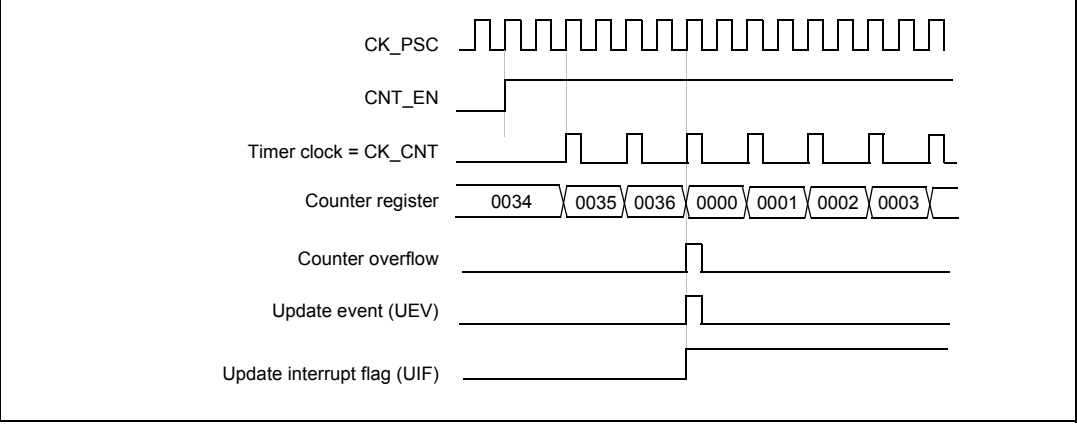 CK_PSC
CNT_EN
Timer clock = CK_CNT
Counter register 0034 0035 0036 0000 0001 0002 0003
Counter overflow
Update event (UEV)
Update interrupt flag (UIF)